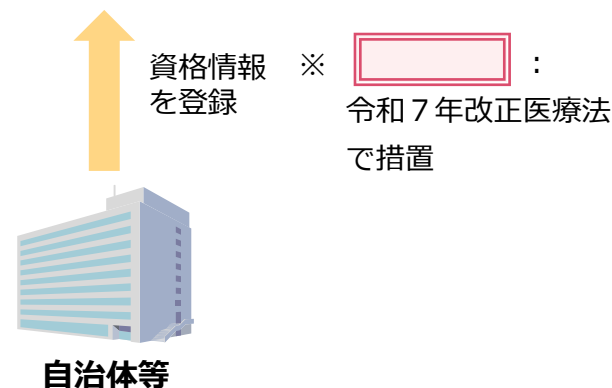 資格情報
を登録
※ :
令和７年改正医療法
で措置
自治体等